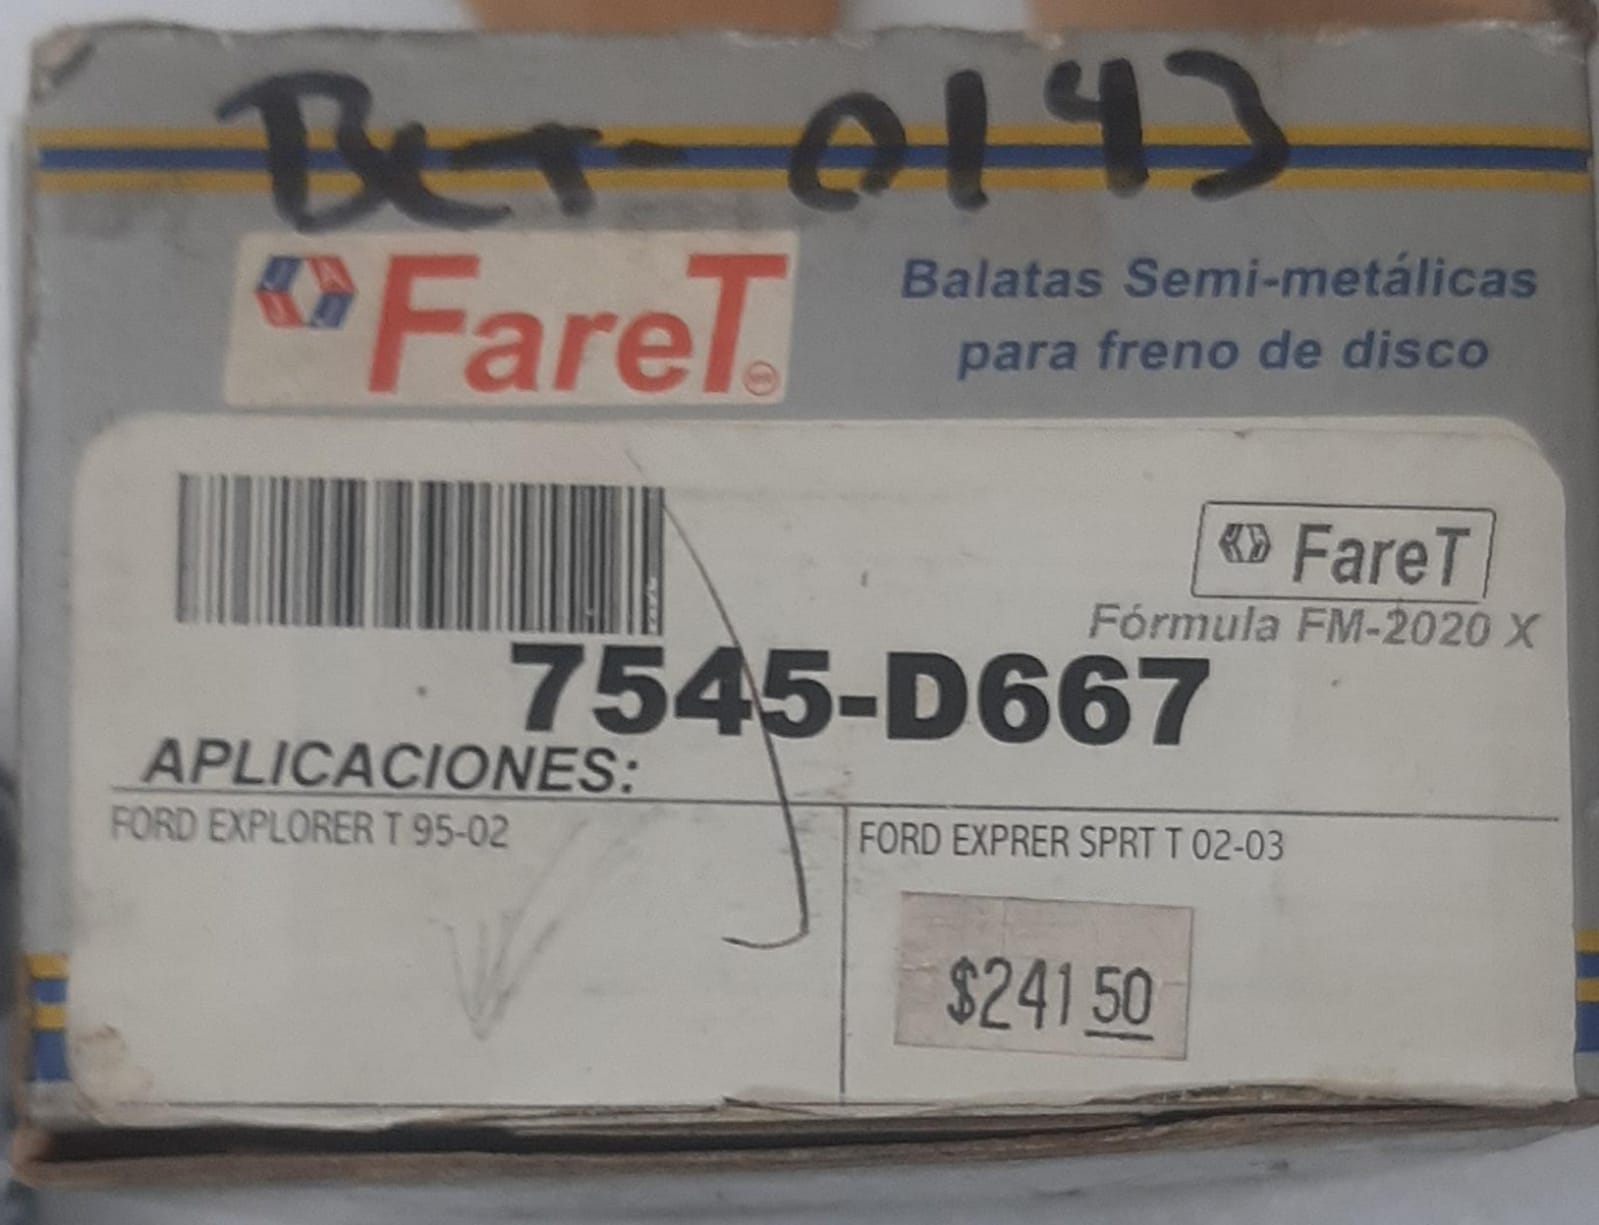 Bct- 0143
FareT
Balatas Semi-metálicas
para freno de disco
FareT
Fórmula FM-2020 X
7545-D667
APLICACIONES:
FORD EXPLORER T 95-02
FORD EXPRER SPRT T 02-03
$241 50